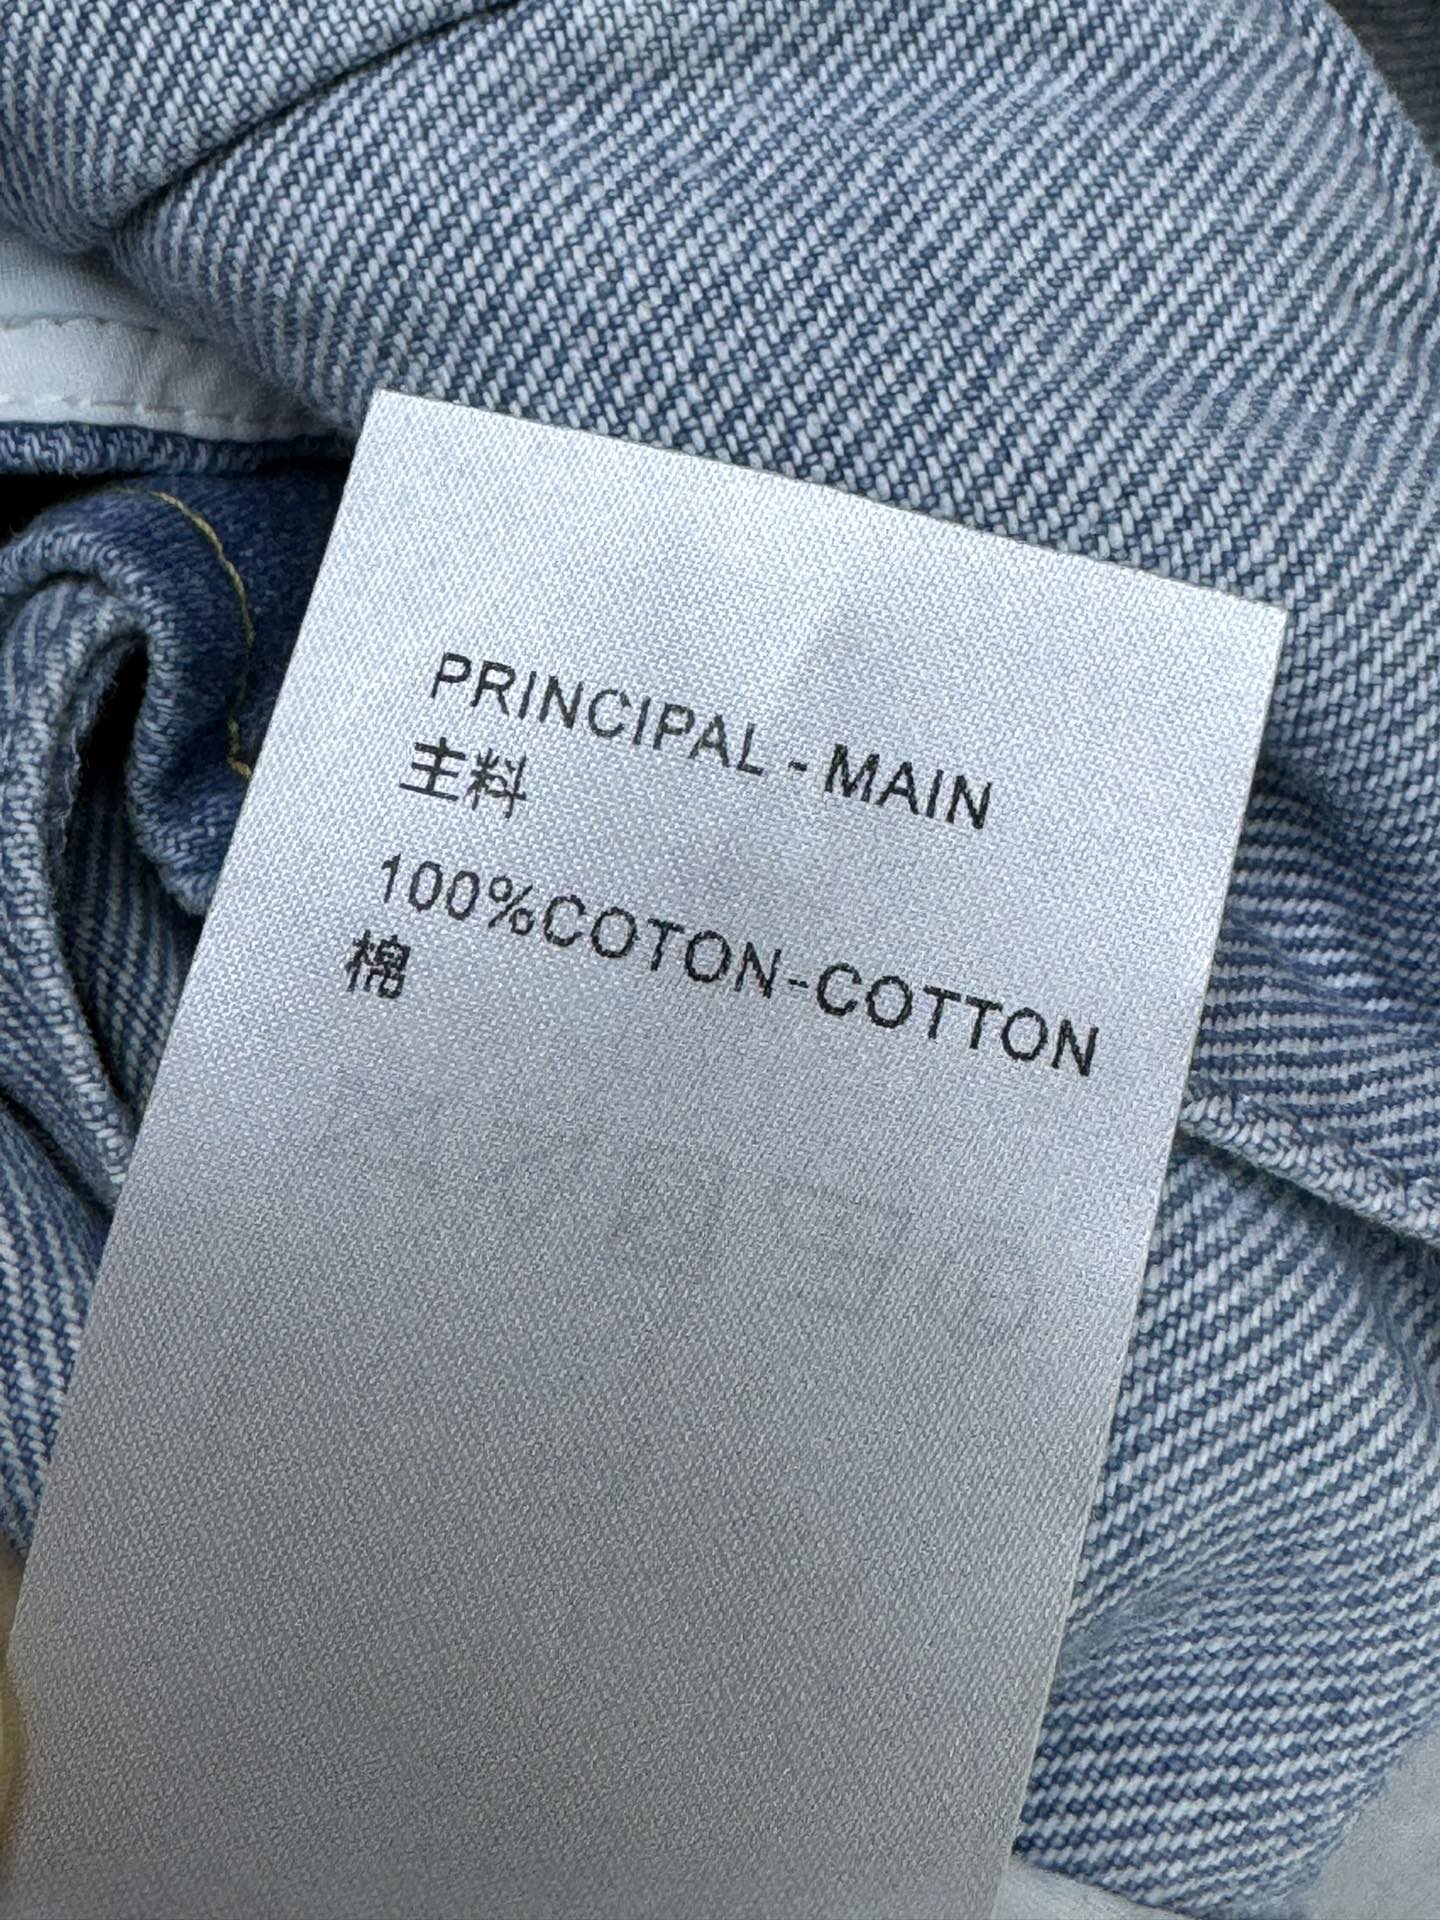 PRINCIPAL - MAIN
主料
100%COTON-COTTON
棉